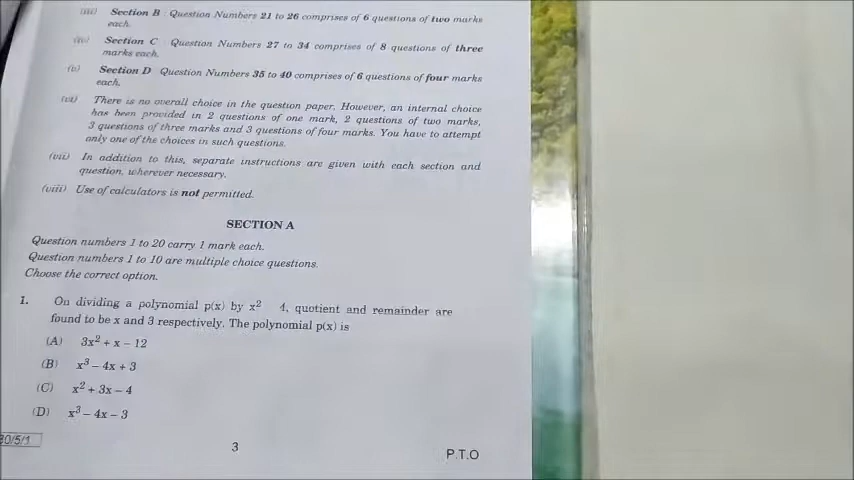 (iii) Section B : Question Numbers 21 to 26 comprises of 6 questions of two marks
each.
(iv) Section C : Question Numbers 27 to 34 comprises of 8 questions of three
marks each.
(v) Section D Question Numbers 35 to 40 comprises of 6 questions of four marks
each.
(vi) There is no overall choice in the question paper. However, an internal choice
has been provided in 2 questions of one mark, 2 questions of two marks,
3 questions of three marks and 3 questions of four marks. You have to attempt
only one of the choices in such questions.
(vii) In addition to this, separate instructions are given with each section and
question, wherever necessary.
(viii) Use of calculators is not permitted.
SECTION A
Question numbers 1 to 20 carry 1 mark each.
Question numbers 1 to 10 are multiple choice questions.
Choose the correct option.
1. On dividing a polynomial p(x) by x² 4, quotient and remainder are
found to be x and 3 respectively. The polynomial p(x) is
(A) 3x² + x – 12
(B) x³ – 4x + 3
(C) x² + 3x – 4
(D) x³ – 4x – 3
30/5/1
3
P.T.O